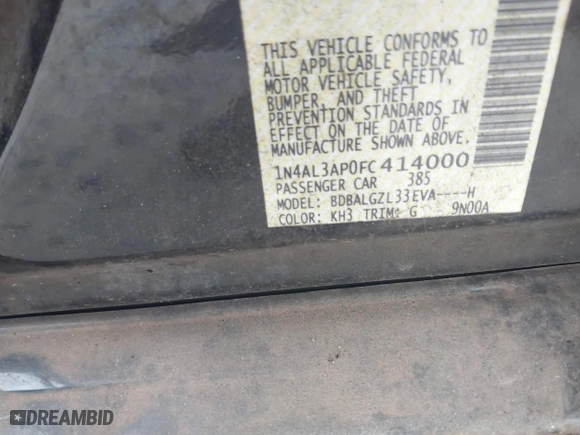 THIS VEHICLE CONFORMS TO
ALL APPLICABLE FEDERAL
MOTOR VEHICLE SAFETY,
BUMPER, AND THEFT
PREVENTION STANDARDS IN
EFFECT ON THE DATE OF
MANUFACTURE SHOWN ABOVE.
1N4AL3AP0FC414000
PASSENGER CAR 385
MODEL: BDBALGZL33EVA----H
COLOR: KH3 TRIM: G 9N00A
DREAMBID